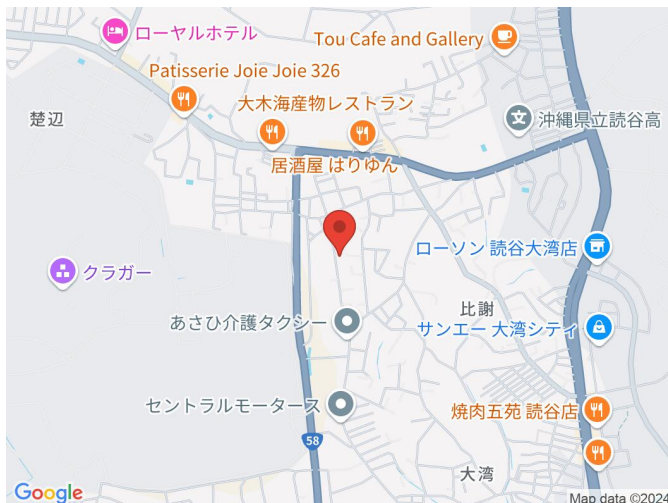 ローヤルホテル
Tou Cafe and Gallery
Patisserie Joie Joie 326
大木海産物レストラン
楚辺
沖縄県立読谷高
居酒屋 はりゆん
ローソン 読谷大湾店
クラガー
比謝
あさひ介護タクシー
サンエー 大湾シティ
セントラルモータース
焼肉五苑 読谷店
58
大湾
Google
Map data ©2024